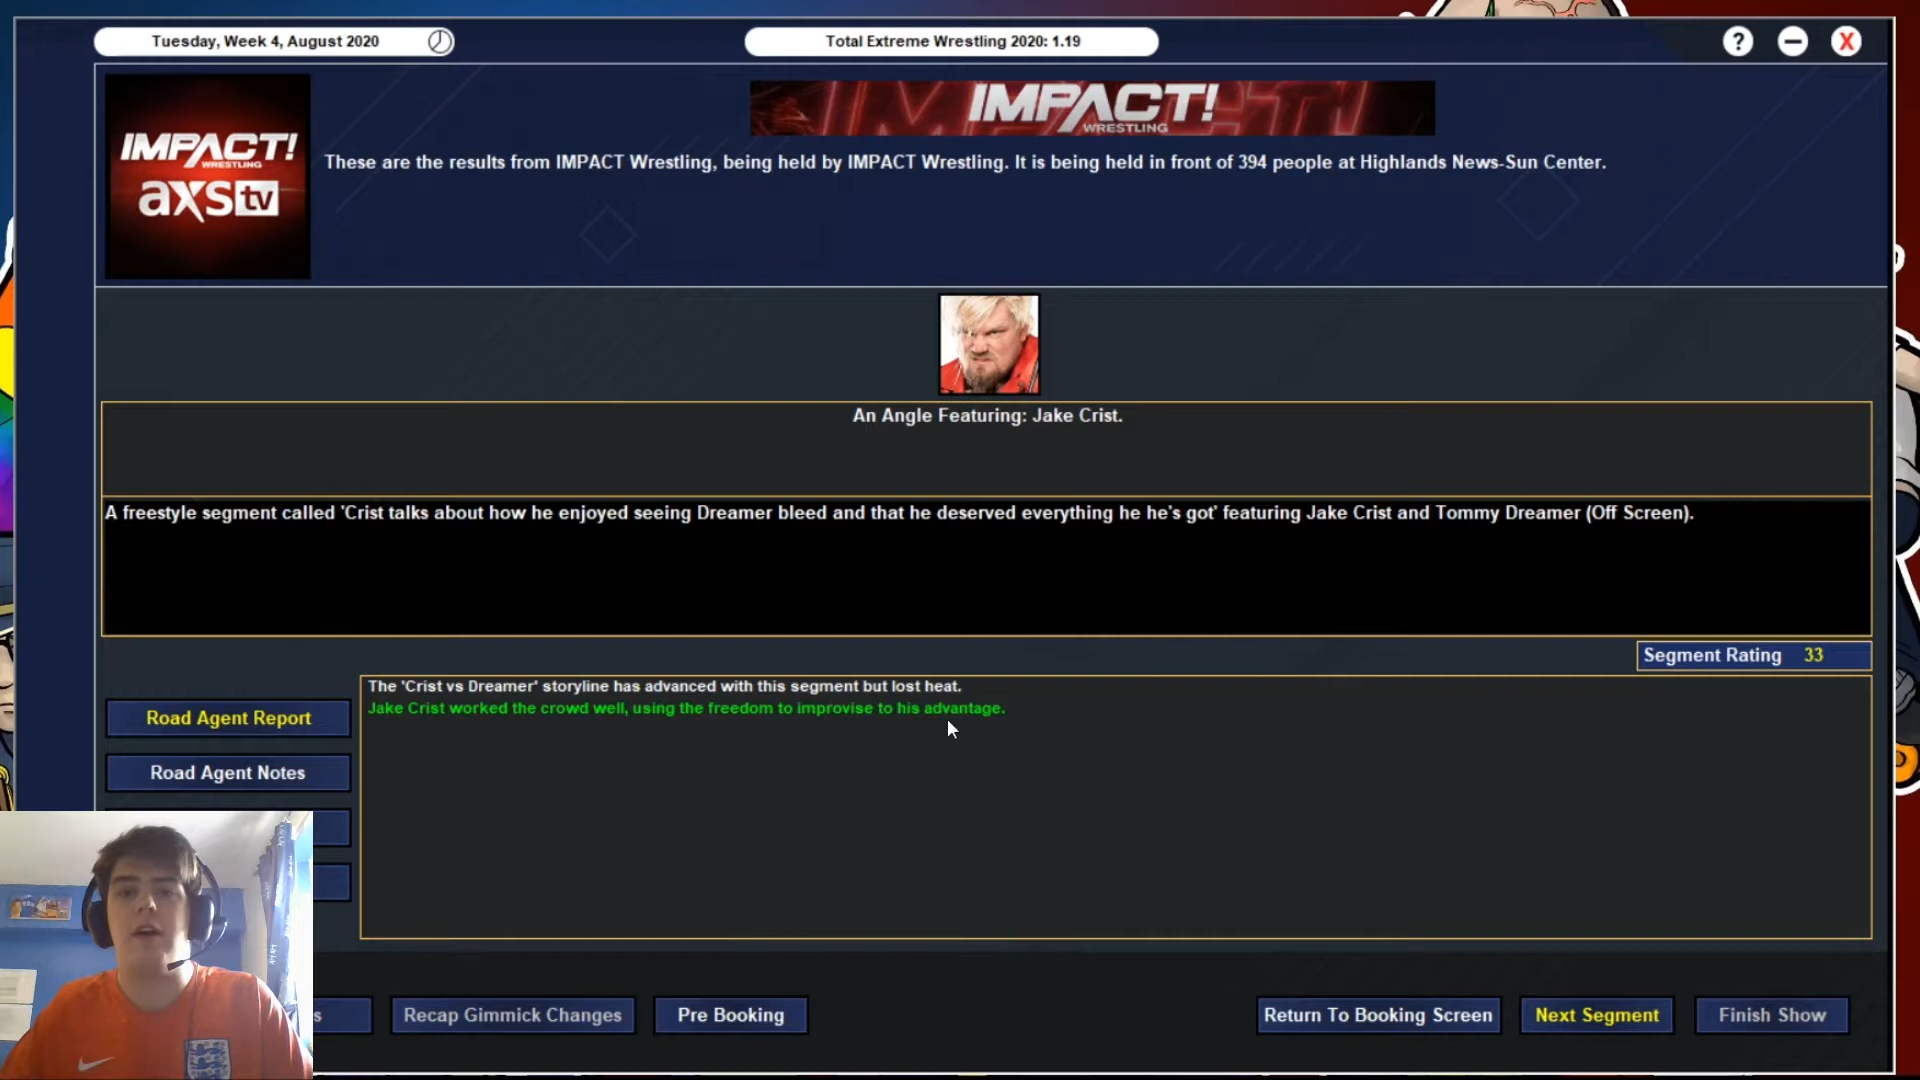 Tuesday, Week 4, August 2020
Total Extreme Wrestling 2020: 1.19
?
X
IMPACT!
WRESTLING
axs tv
IMPACT!
WRESTLING
These are the results from IMPACT Wrestling, being held by IMPACT Wrestling. It is being held in front of 394 people at Highlands News-Sun Center.
An Angle Featuring: Jake Crist.
A freestyle segment called 'Crist talks about how he enjoyed seeing Dreamer bleed and that he deserved everything he he's got' featuring Jake Crist and Tommy Dreamer (Off Screen).
Segment Rating 33
Road Agent Report
Road Agent Notes
The 'Crist vs Dreamer' storyline has advanced with this segment but lost heat.
Jake Crist worked the crowd well, using the freedom to improvise to his advantage.
s
Recap Gimmick Changes
Pre Booking
Return To Booking Screen
Next Segment
Finish Show